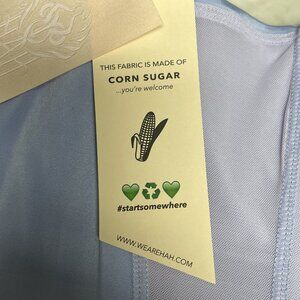 THIS FABRIC IS MADE OF
CORN SUGAR
...you're welcome
#startsomewhere
WWW.WEAREHAH.COM